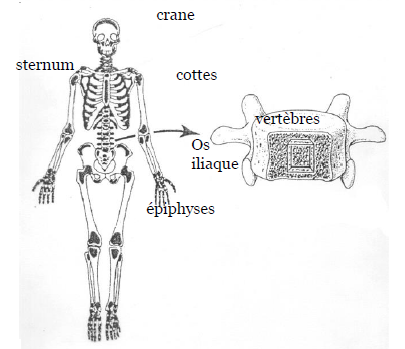 crane
sternum
cottes
vertèbres
Os
iliaque
épiphyses